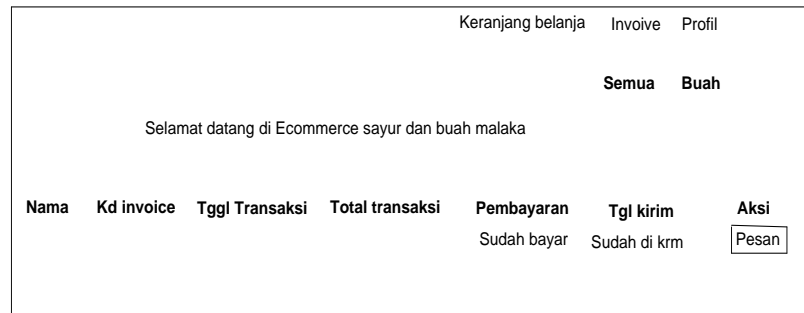 Keranjang belanja Invoive Profil
Semua Buah
Selamat datang di Ecommerce sayur dan buah malaka
Nama Kd invoice Tggl Transaksi Total transaksi Pembayaran Tgl kirim Aksi
Sudah bayar Sudah di krm Pesan